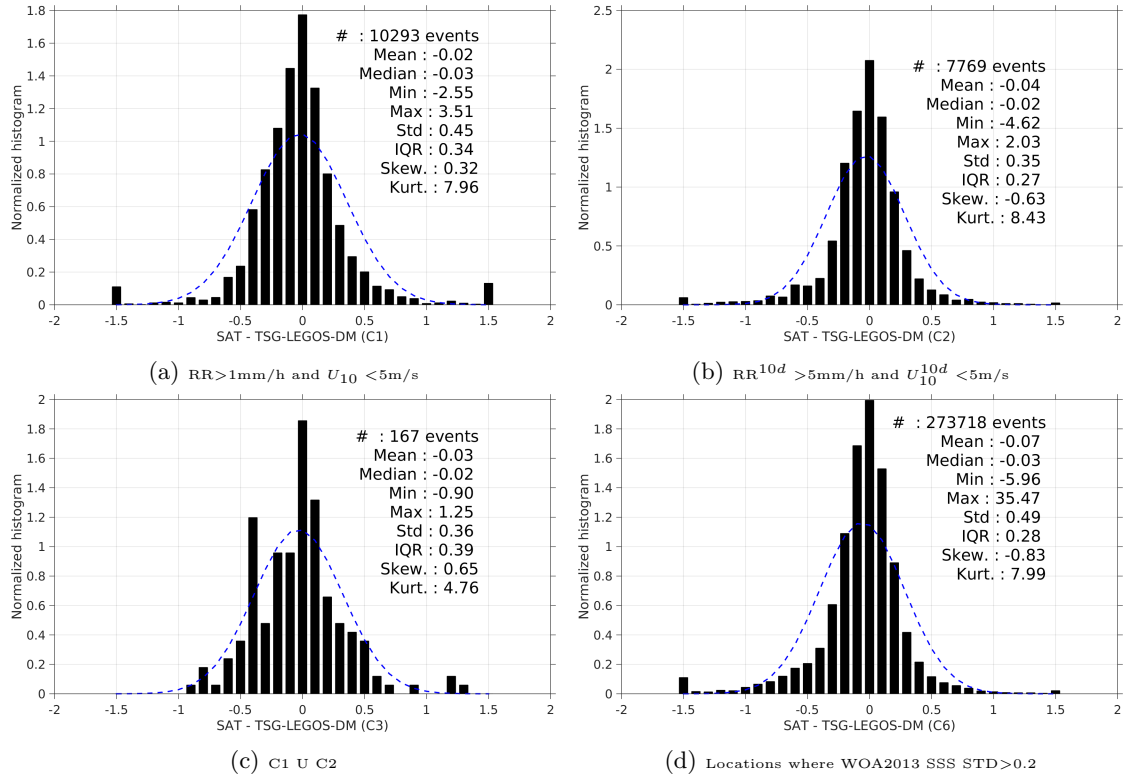 1.8
1.6
1.4
1.2
1
0.8
0.6
0.4
0.2
0
Normalized histogram
# : 10293 events
Mean : -0.02
Median : -0.03
Min : -2.55
Max : 3.51
Std : 0.45
IQR : 0.34
Skew. : 0.32
Kurt. : 7.96
-2 -1.5 -1 -0.5 0 0.5 1 1.5 2
SAT - TSG-LEGOS-DM (C1)
(a) RR>1mm/h and U10 <5m/s
2.5
2
1.5
1
0.5
0
Normalized histogram
# : 7769 events
Mean : -0.04
Median : -0.02
Min : -4.62
Max : 2.03
Std : 0.35
IQR : 0.27
Skew. : -0.63
Kurt. : 8.43
-2 -1.5 -1 -0.5 0 0.5 1 1.5 2
SAT - TSG-LEGOS-DM (C2)
(b) RR10d >5mm/h and U10d10 <5m/s
2
1.8
1.6
1.4
1.2
1
0.8
0.6
0.4
0.2
0
Normalized histogram
# : 167 events
Mean : -0.03
Median : -0.02
Min : -0.90
Max : 1.25
Std : 0.36
IQR : 0.39
Skew. : 0.65
Kurt. : 4.76
-2 -1.5 -1 -0.5 0 0.5 1 1.5 2
SAT - TSG-LEGOS-DM (C3)
(c) C1 U C2
2
1.8
1.6
1.4
1.2
1
0.8
0.6
0.4
0.2
0
Normalized histogram
# : 273718 events
Mean : -0.07
Median : -0.03
Min : -5.96
Max : 35.47
Std : 0.49
IQR : 0.28
Skew. : -0.83
Kurt. : 7.99
-2 -1.5 -1 -0.5 0 0.5 1 1.5 2
SAT - TSG-LEGOS-DM (C6)
(d) Locations where WOA2013 SSS STD>0.2